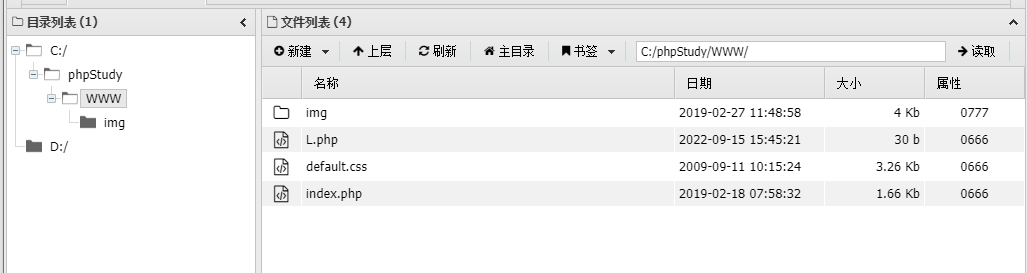 目录列表 (1)
文件列表 (4)
新建 上层 刷新 主目录 书签 C:/phpStudy/WWW/ 读取
C:/
phpStudy
WWW
img
D:/
名称 日期 大小 属性
img 2019-02-27 11:48:58 4 Kb 0777
L.php 2022-09-15 15:45:21 30 b 0666
default.css 2009-09-11 10:15:24 3.26 Kb 0666
index.php 2019-02-18 07:58:32 1.66 Kb 0666